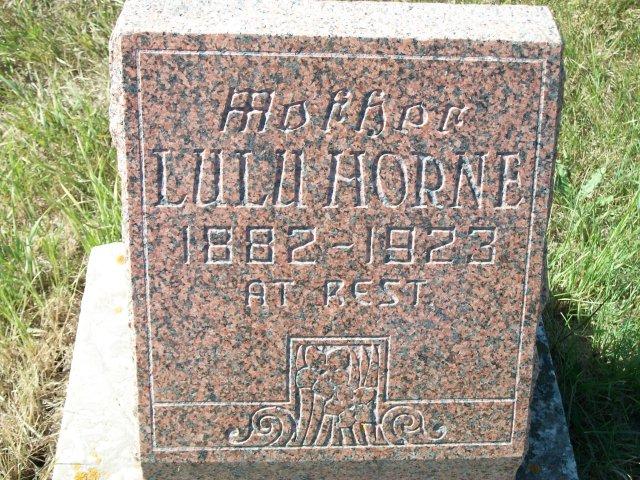 Mother
LULU HORNE
1882-1923
AT REST.